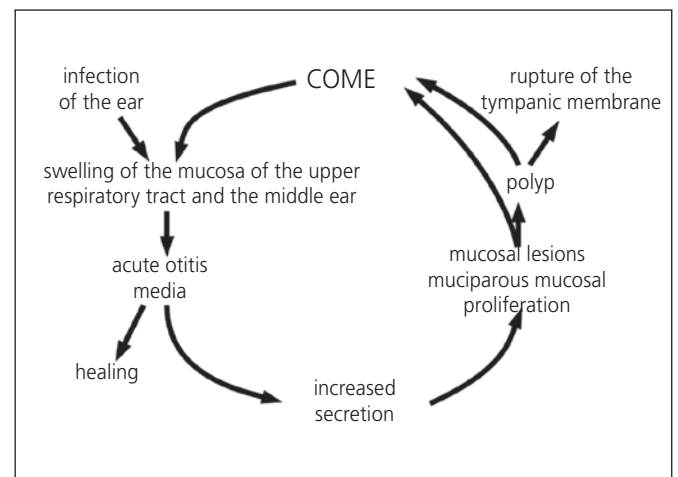 infection
of the ear
COME
rupture of the
tympanic membrane
swelling of the mucosa of the upper
respiratory tract and the middle ear
polyp
acute otitis
media
mucosal lesions
muciparous mucosal
proliferation
healing
increased
secretion